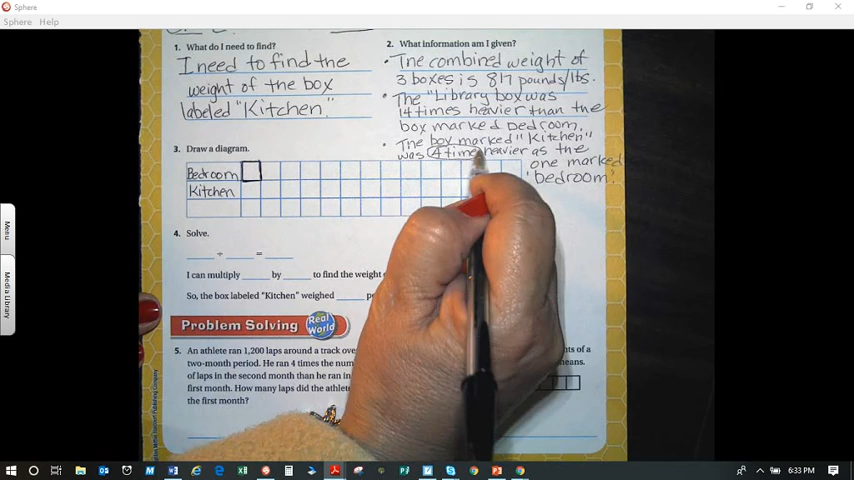 Sphere
Sphere Help
1. What do I need to find?
I need to find the
weight of the box
labeled "Kitchen."
2. What information am I given?
• The combined weight of
3 boxes is 817 pounds/lbs.
• The "Library box was
14 times heavier than the
box marked bedroom.
• The box marked "Kitchen"
was 4 times heavier as the
one marked
"bedroom".
3. Draw a diagram.
Bedroom
Kitchen
4. Solve.
÷ =
I can multiply by to find the weight
So, the box labeled "Kitchen" weighed
Problem Solving
Real
World
5. An athlete ran 1,200 laps around a track
two-month period. He ran 4 times the
of laps in the second month than he ran in
first month. How many laps did the
the first month?
Menu
Media Library
6:33 PM